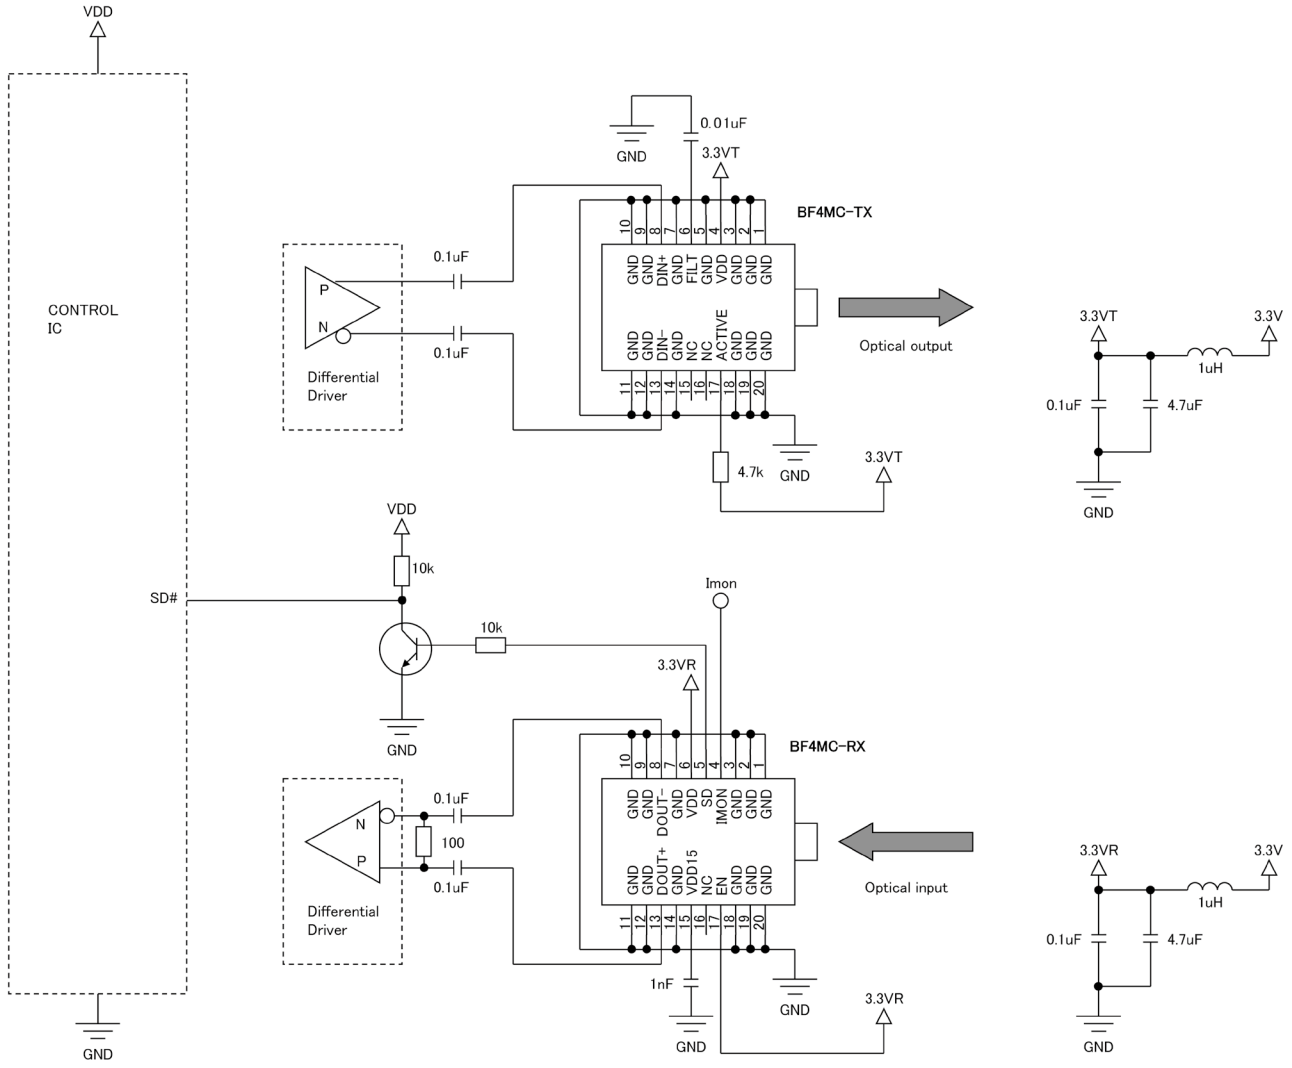 VDD
CONTROL
IC
SD#
GND
0.01uF
GND
3.3VT
BF4MC-TX
10 9 8 7 6 5 4 3 2 1
GND GND DIN+ GND FILT GND VDD GND GND GND
GND GND DIN- GND NC NC ACTIVE GND GND GND
11 12 13 14 15 16 17 18 19 20
0.1uF
P
N
0.1uF
Differential
Driver
Optical output
GND
4.7k
3.3VT
3.3VT
3.3V
1uH
0.1uF
4.7uF
GND
VDD
10k
10k
GND
Imon
3.3VR
BF4MC-RX
10 9 8 7 6 5 4 3 2 1
GND GND DOUT- GND VDD SD IMON GND GND GND
GND GND DOUT+ GND VDD15 NC EN GND GND GND
11 12 13 14 15 16 17 18 19 20
0.1uF
N
100
P
0.1uF
Differential
Driver
Optical input
1nF
GND
GND
3.3VR
3.3VR
3.3V
1uH
0.1uF
4.7uF
GND